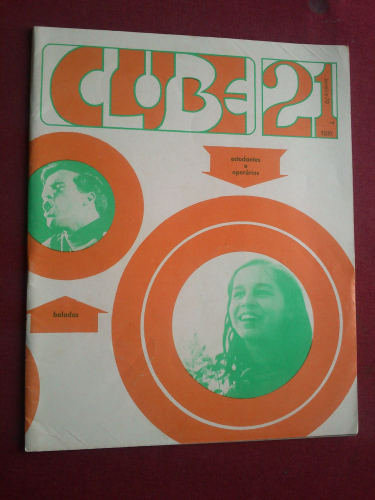 CLUBE 21
estudantes
e
operários
baladas